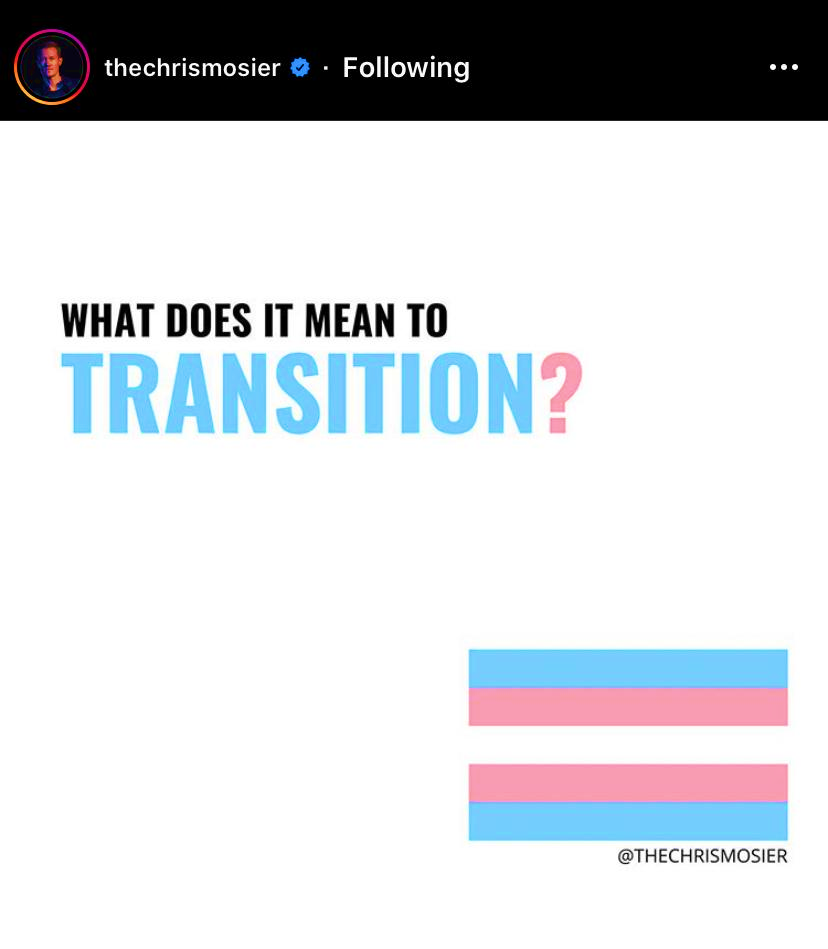 thechrismosier · Following
WHAT DOES IT MEAN TO
TRANSITION?
@THECHRISMOSIER